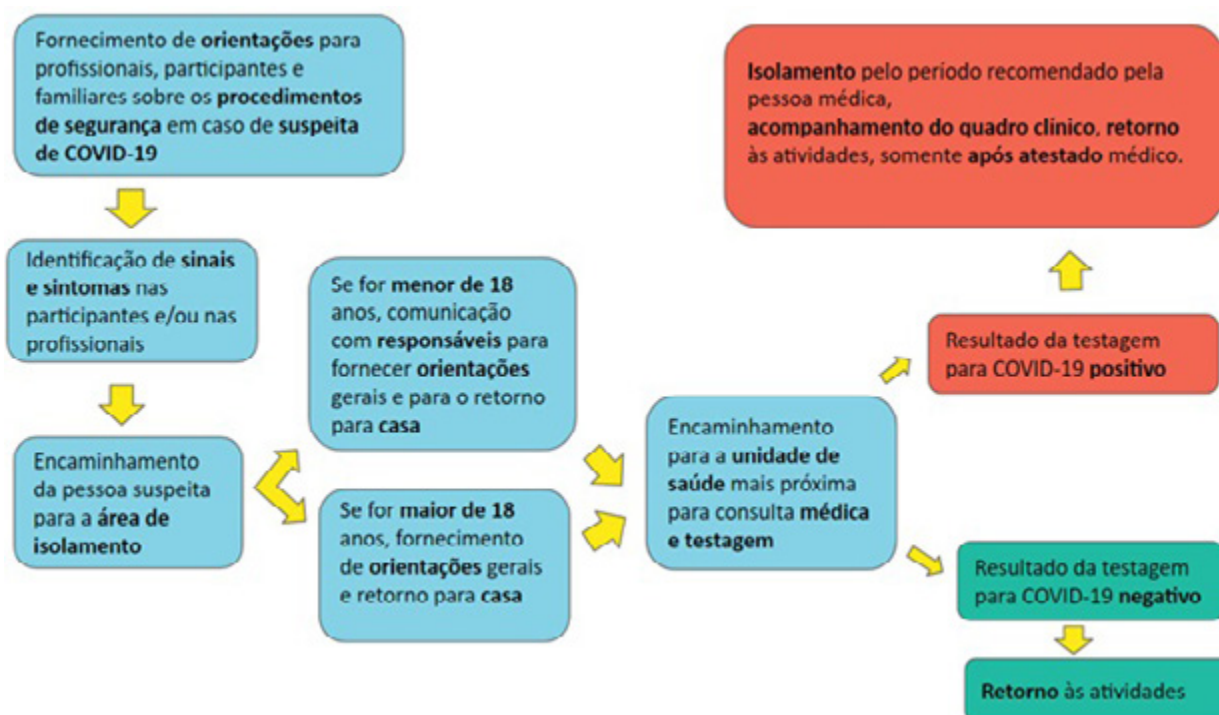 Fornecimento de orientações para
profissionais, participantes e
familiares sobre os procedimentos
de segurança em caso de suspeita
de COVID-19
Identificação de sinais
e sintomas nas
participantes e/ou nas
profissionais
Encaminhamento
da pessoa suspeita
para a área de
isolamento
Se for menor de 18
anos, comunicação
com responsáveis para
fornecer orientações
gerais e para o retorno
para casa
Se for maior de 18
anos, fornecimento
de orientações gerais
e retorno para casa
Encaminhamento
para a unidade de
saúde mais próxima
para consulta médica
e testagem
Resultado da testagem
para COVID-19 positivo
Isolamento pelo período recomendado pela
pessoa médica,
acompanhamento do quadro clínico, retorno
às atividades, somente após atestado médico.
Resultado da testagem
para COVID-19 negativo
Retorno às atividades